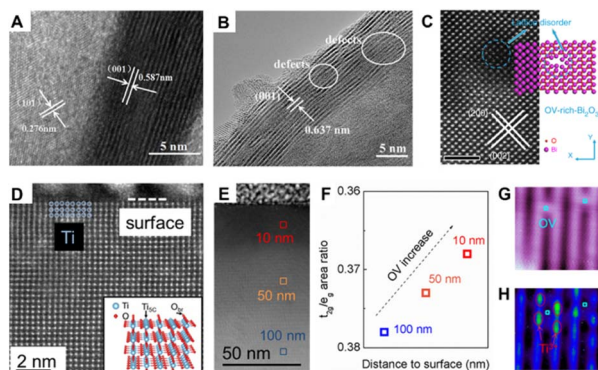 A
(001)
0.587nm
(101)
0.276nm
5 nm
B
defects
defects
(001)
0.637 nm
5 nm
C
disorder
OV-rich-Bi₂O₃
O
Bi
(200)
(002)
X
Y
D
Ti
surface
Ti
O
Ti5C
2 nm
E
10 nm
50 nm
100 nm
50 nm
F
0.36
0.37
0.38
t2g/eg area ratio
OV increase
10 nm
50 nm
100 nm
Distance to surface (nm)
G
OV
H
Ti³⁺